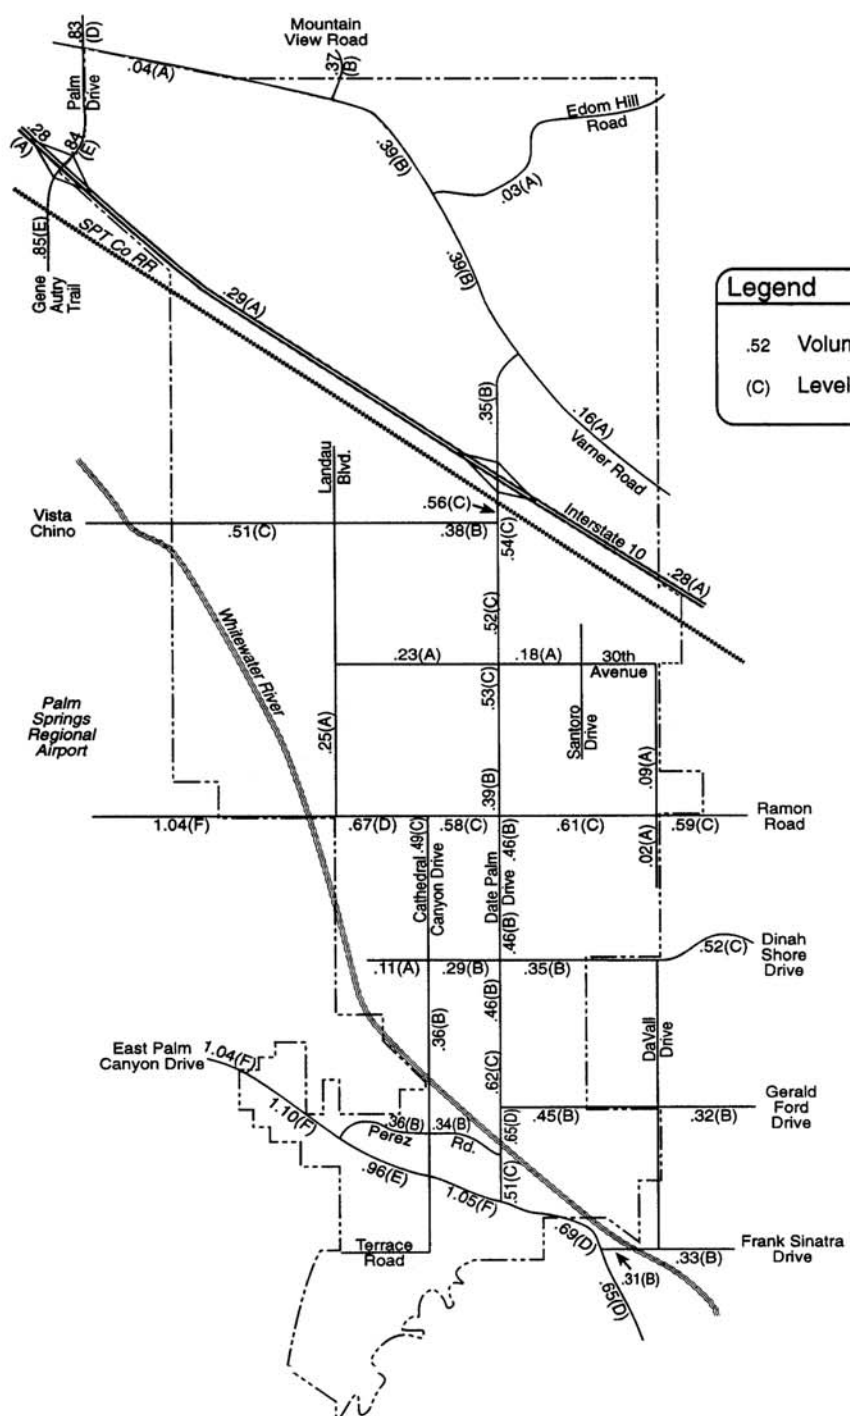 .83
(D)
Mountain
View Road
.04(A)
.37
(B)
Palm
Drive
Edom Hill
Road
.28
(A)
.84
(E)
.39(B)
.03(A)
.85(E)
SPT Co RR
.39(B)
Gene
Autry
Trail
.29(A)
Legend
.52 Volum
(C) Level
.35(B)
.16(A)
Varner Road
Landau
Blvd.
.56(C)
Vista
Chino
.51(C)
.38(B)
.54(C)
Interstate 10
.28(A)
Whitewater River
.52(C)
.23(A)
.18(A)
30th
Avenue
.53(C)
Santoro
Drive
Palm
Springs
Regional
Airport
.25(A)
.39(B)
.09(A)
Ramon
Road
1.04(F)
.67(D)
.49(C)
.58(C)
.46(B)
.61(C)
.02(A)
.59(C)
Cathedral
Canyon Drive
Date Palm
Drive
.46(B)
Dinah
Shore
Drive
.52(C)
.11(A)
.29(B)
.35(B)
.46(B)
.36(B)
DaVall
Drive
East Palm
Canyon Drive
1.04(F)
.62(C)
Gerald
Ford
Drive
1.10(F)
.36(B)
.34(B)
.65(D)
.45(B)
.32(B)
Perez
Rd.
.96(E)
.51(C)
1.05(F)
.69(D)
Terrace
Road
Frank Sinatra
Drive
.33(B)
.31(B)
.65(D)